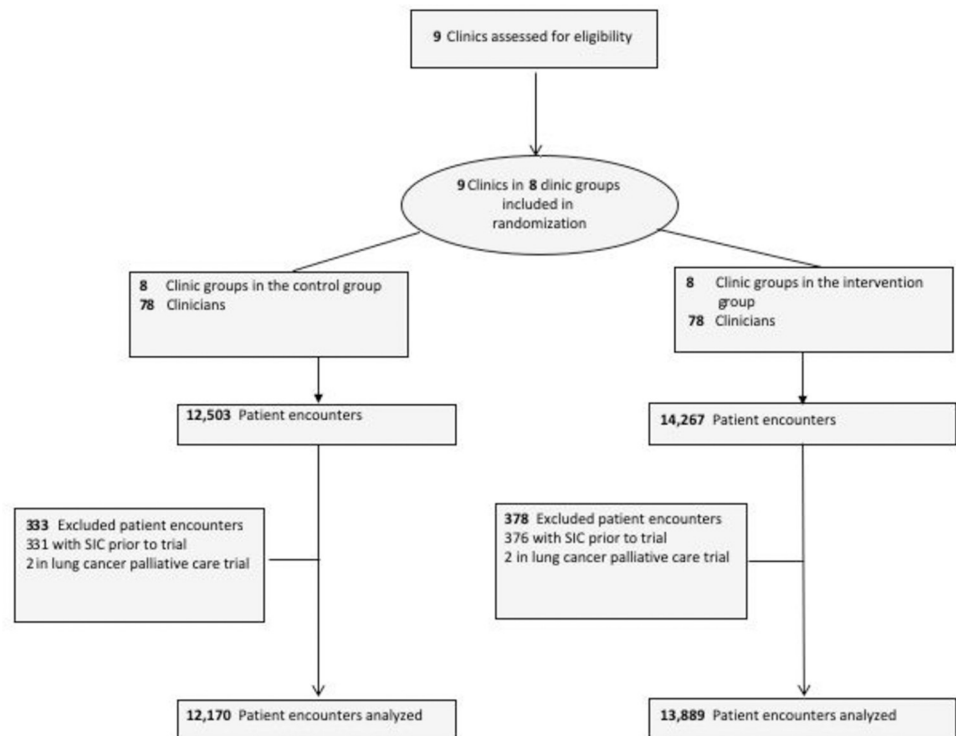 9 Clinics assessed for eligibility
9 Clinics in 8 dinic groups
included in
randomization
8 Clinic groups in the control group
78 Clinicians
8 Clinic groups in the intervention
group
78 Clinicians
12,503 Patient encounters
14,267 Patient encounters
333 Excluded patient encounters
331 with SIC prior to trial
2 in lung cancer palliative care trial
378 Excluded patient encounters
376 with SIC prior to trial
2 in lung cancer palliative care trial
12,170 Patient encounters analyzed
13,889 Patient encounters analyzed